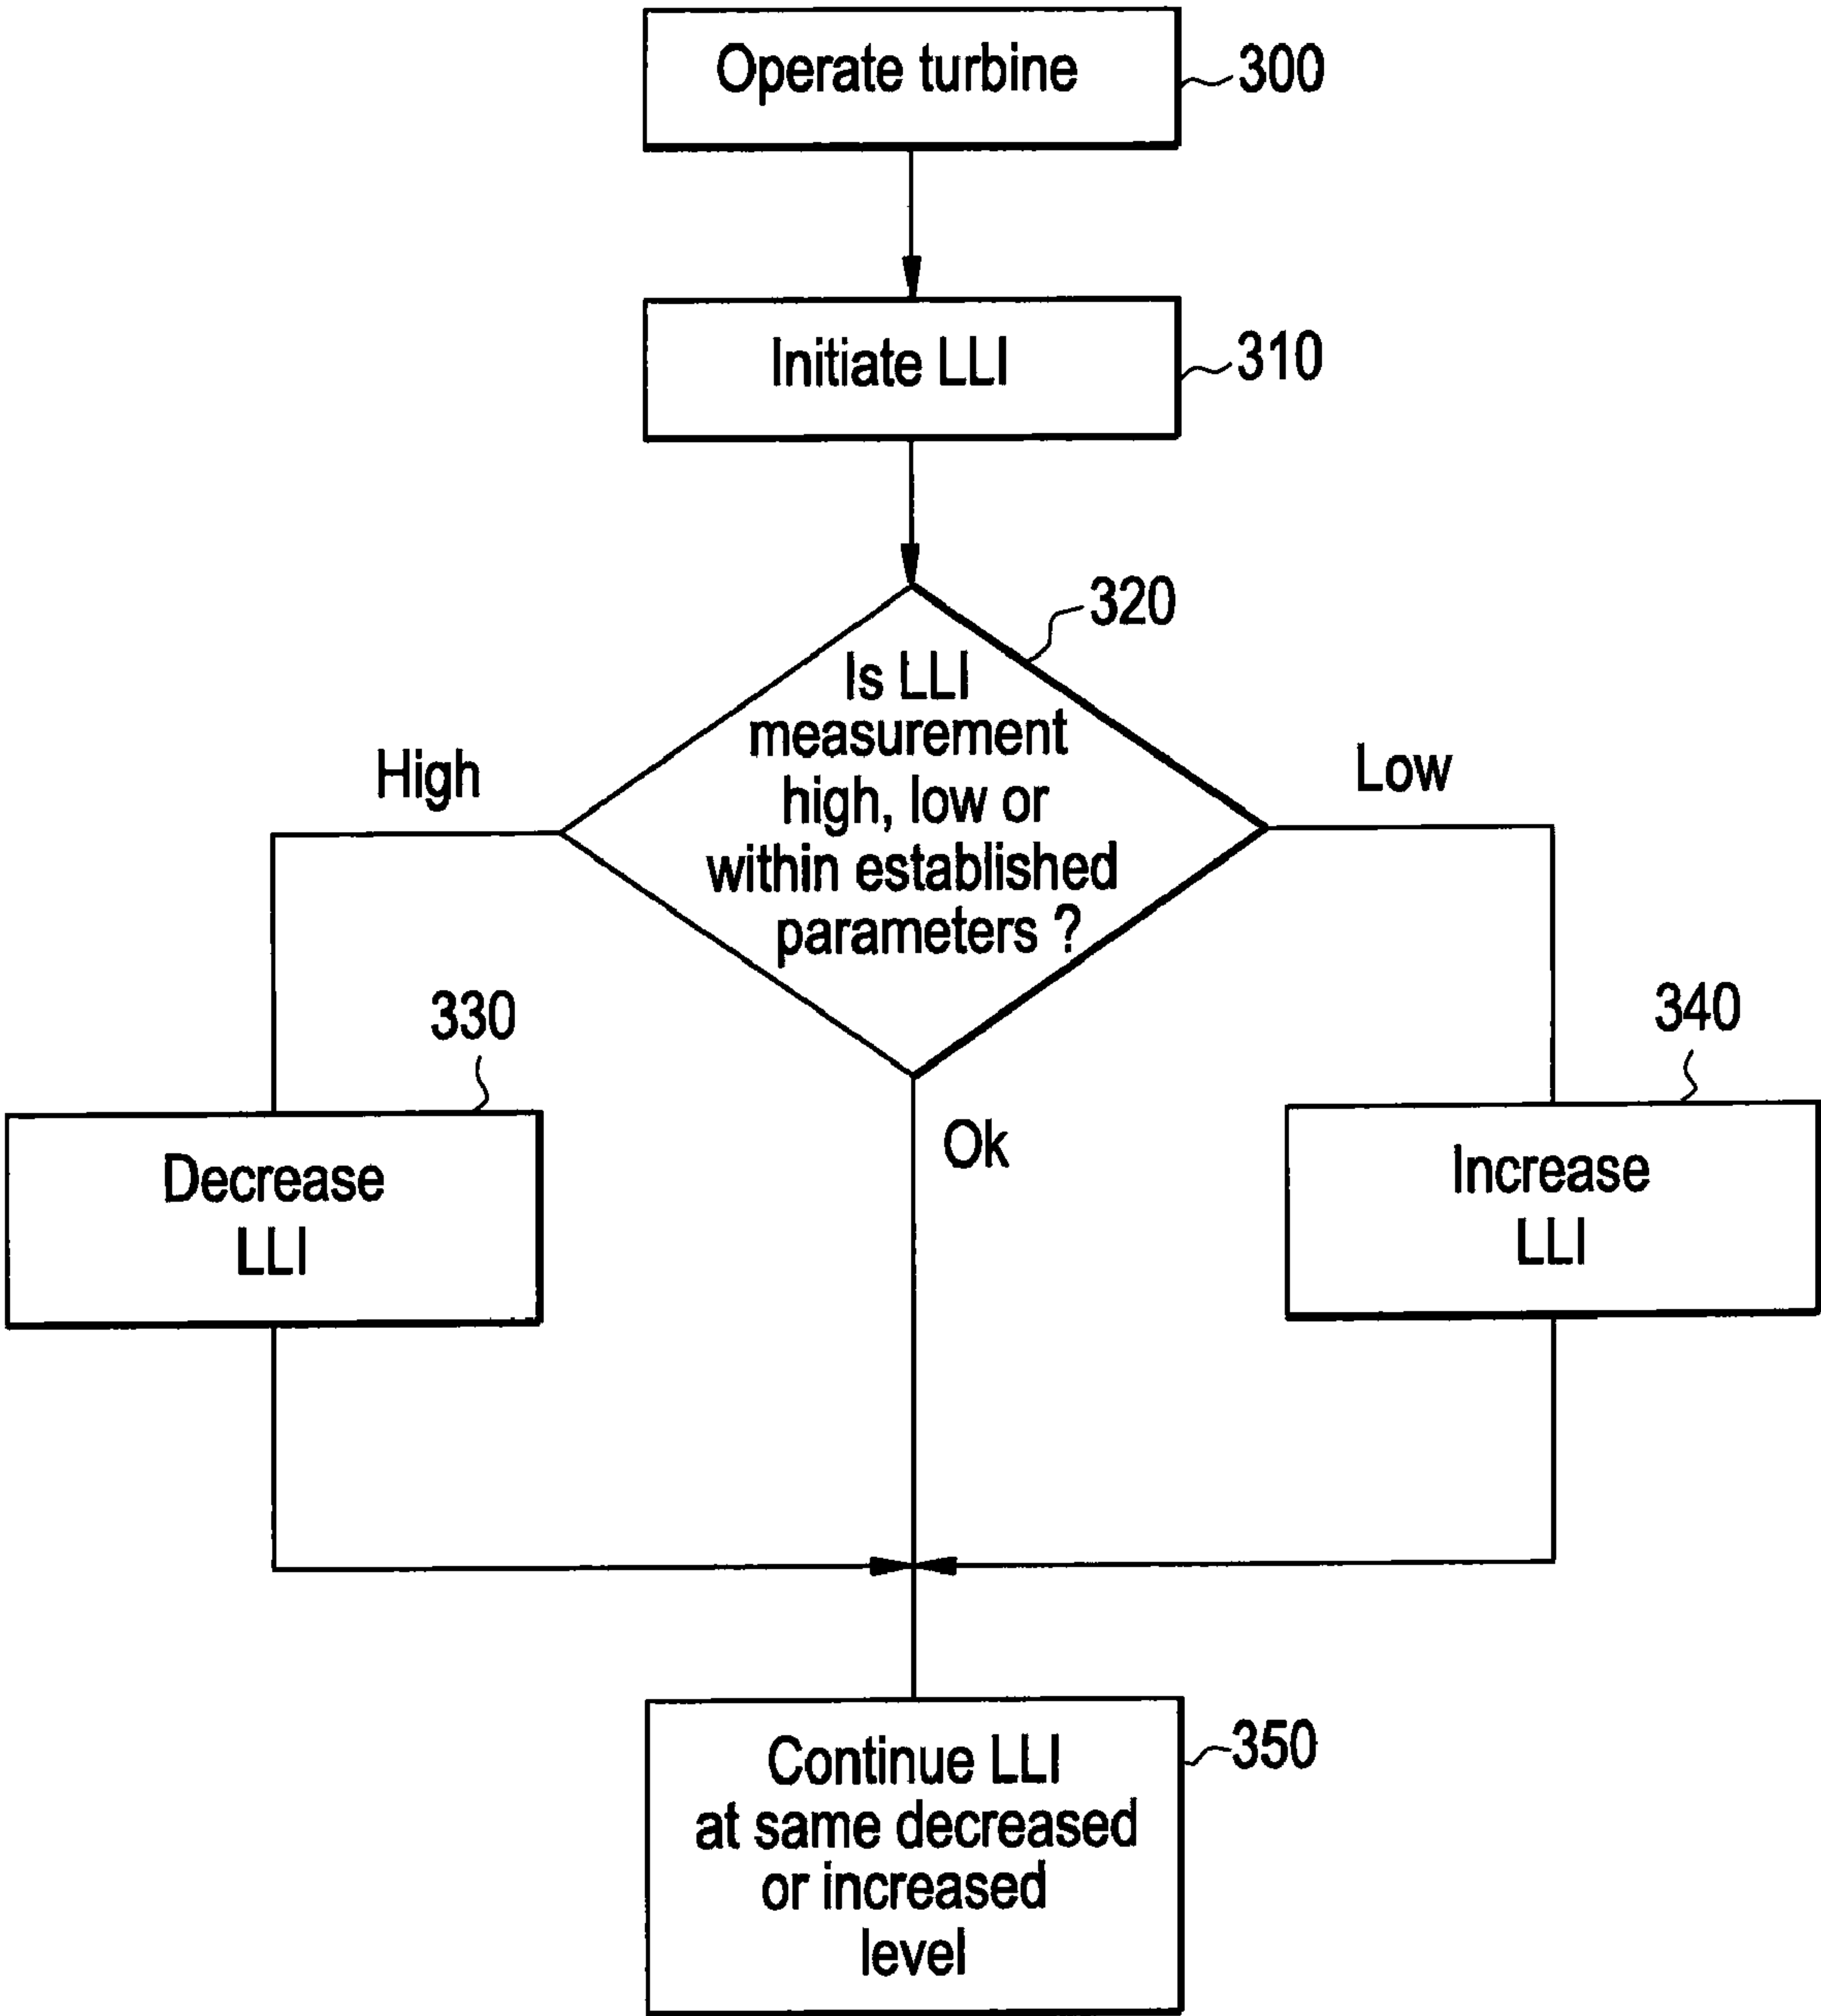 Operate turbine
300
Initiate LLI
310
320
Is LLI
measurement
high, low or
within established
parameters ?
High
Low
Ok
330
Decrease
LLI
340
Increase
LLI
Continue LLI
at same decreased
or increased
level
350